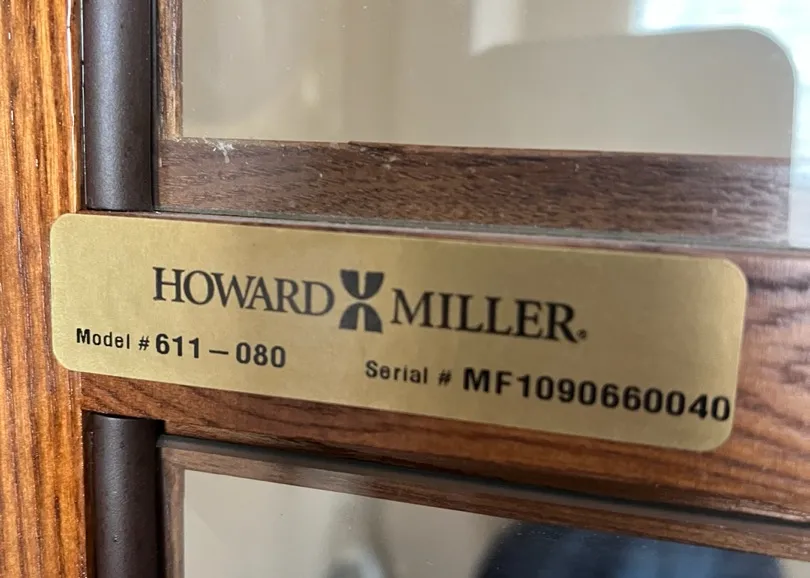 HOWARD MILLER®
Model # 611-080
Serial # MF1090660040